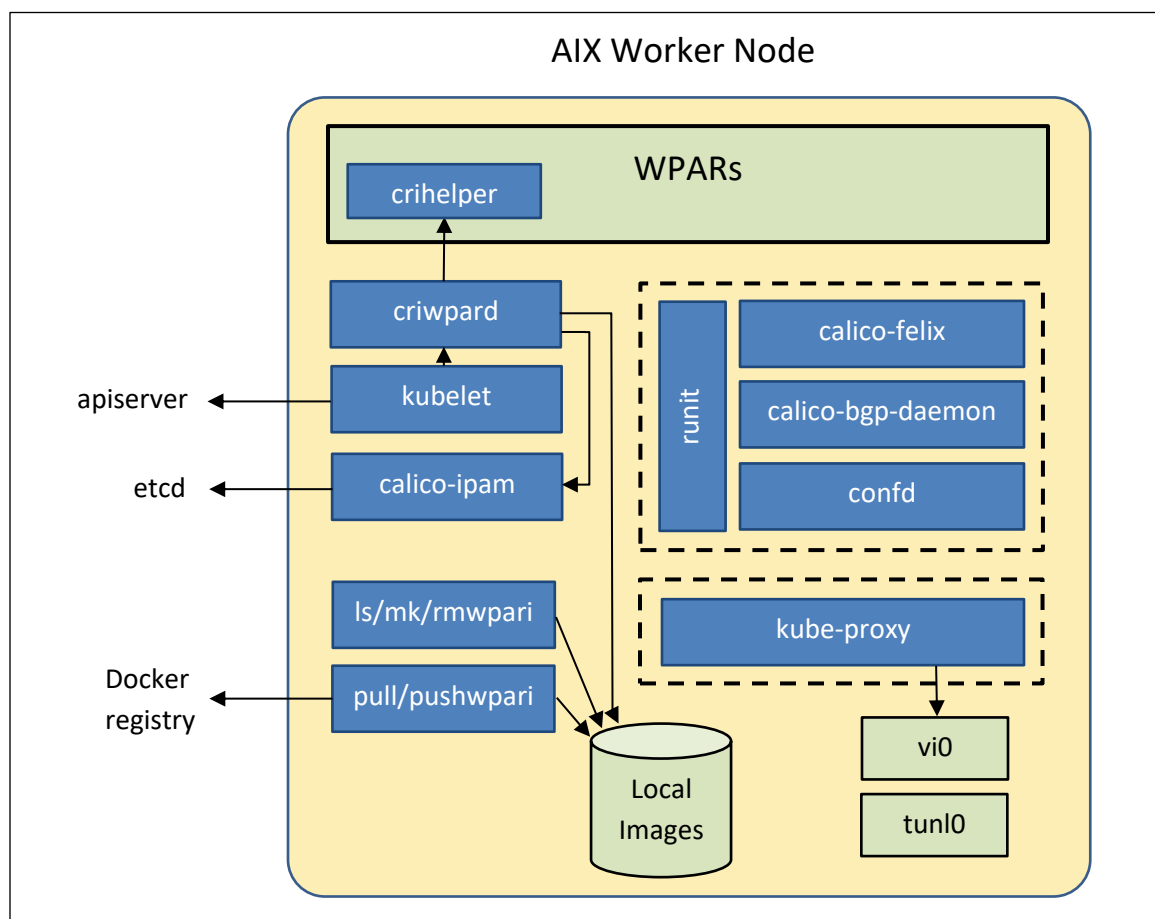 AIX Worker Node
WPARs
crihelper
criwpard
kubelet
calico-ipam
apiserver
etcd
ls/mk/rmwpari
pull/pushwpari
Docker
registry
runit
calico-felix
calico-bgp-daemon
confd
kube-proxy
vi0
tunl0
Local
Images